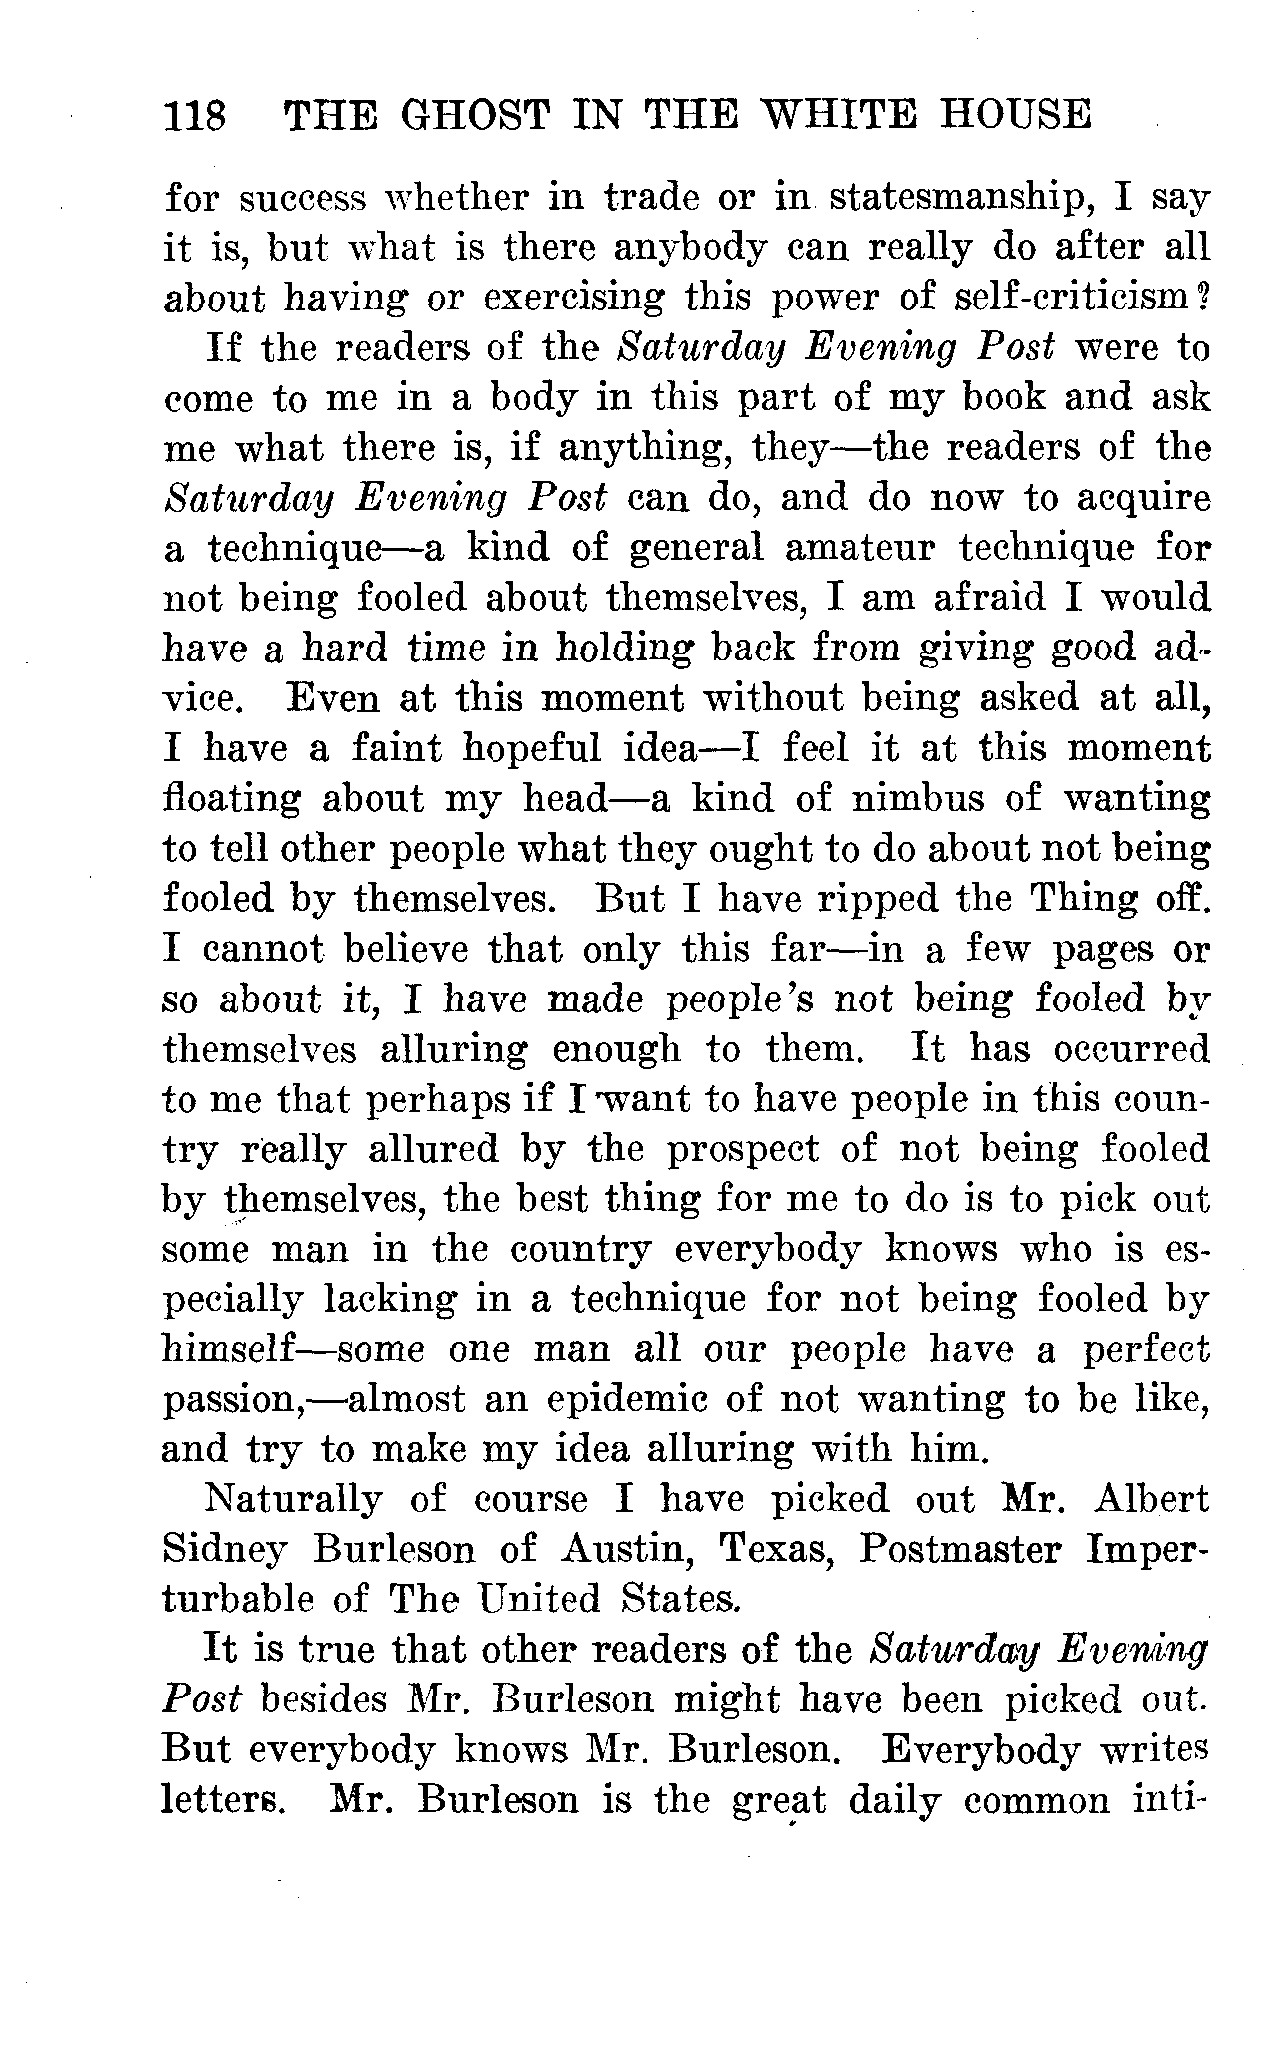 118 THE GHOST IN THE WHITE HOUSE
for success whether in trade or in statesmanship, I say
it is, but what is there anybody can really do after all
about having or exercising this power of self-criticism?
If the readers of the Saturday Evening Post were to
come to me in a body in this part of my book and ask
me what there is, if anything, they—the readers of the
Saturday Evening Post can do, and do now to acquire
a technique—a kind of general amateur technique for
not being fooled about themselves, I am afraid I would
have a hard time in holding back from giving good ad-
vice. Even at this moment without being asked at all,
I have a faint hopeful idea—I feel it at this moment
floating about my head—a kind of nimbus of wanting
to tell other people what they ought to do about not being
fooled by themselves. But I have ripped the Thing off.
I cannot believe that only this far—in a few pages or
so about it, I have made people's not being fooled by
themselves alluring enough to them. It has occurred
to me that perhaps if I want to have people in this coun-
try really allured by the prospect of not being fooled
by themselves, the best thing for me to do is to pick out
some man in the country everybody knows who is es-
pecially lacking in a technique for not being fooled by
himself—some one man all our people have a perfect
passion,—almost an epidemic of not wanting to be like,
and try to make my idea alluring with him.
Naturally of course I have picked out Mr. Albert
Sidney Burleson of Austin, Texas, Postmaster Imper-
turbable of The United States.
It is true that other readers of the Saturday Evening
Post besides Mr. Burleson might have been picked out.
But everybody knows Mr. Burleson. Everybody writes
letters. Mr. Burleson is the great daily common inti-